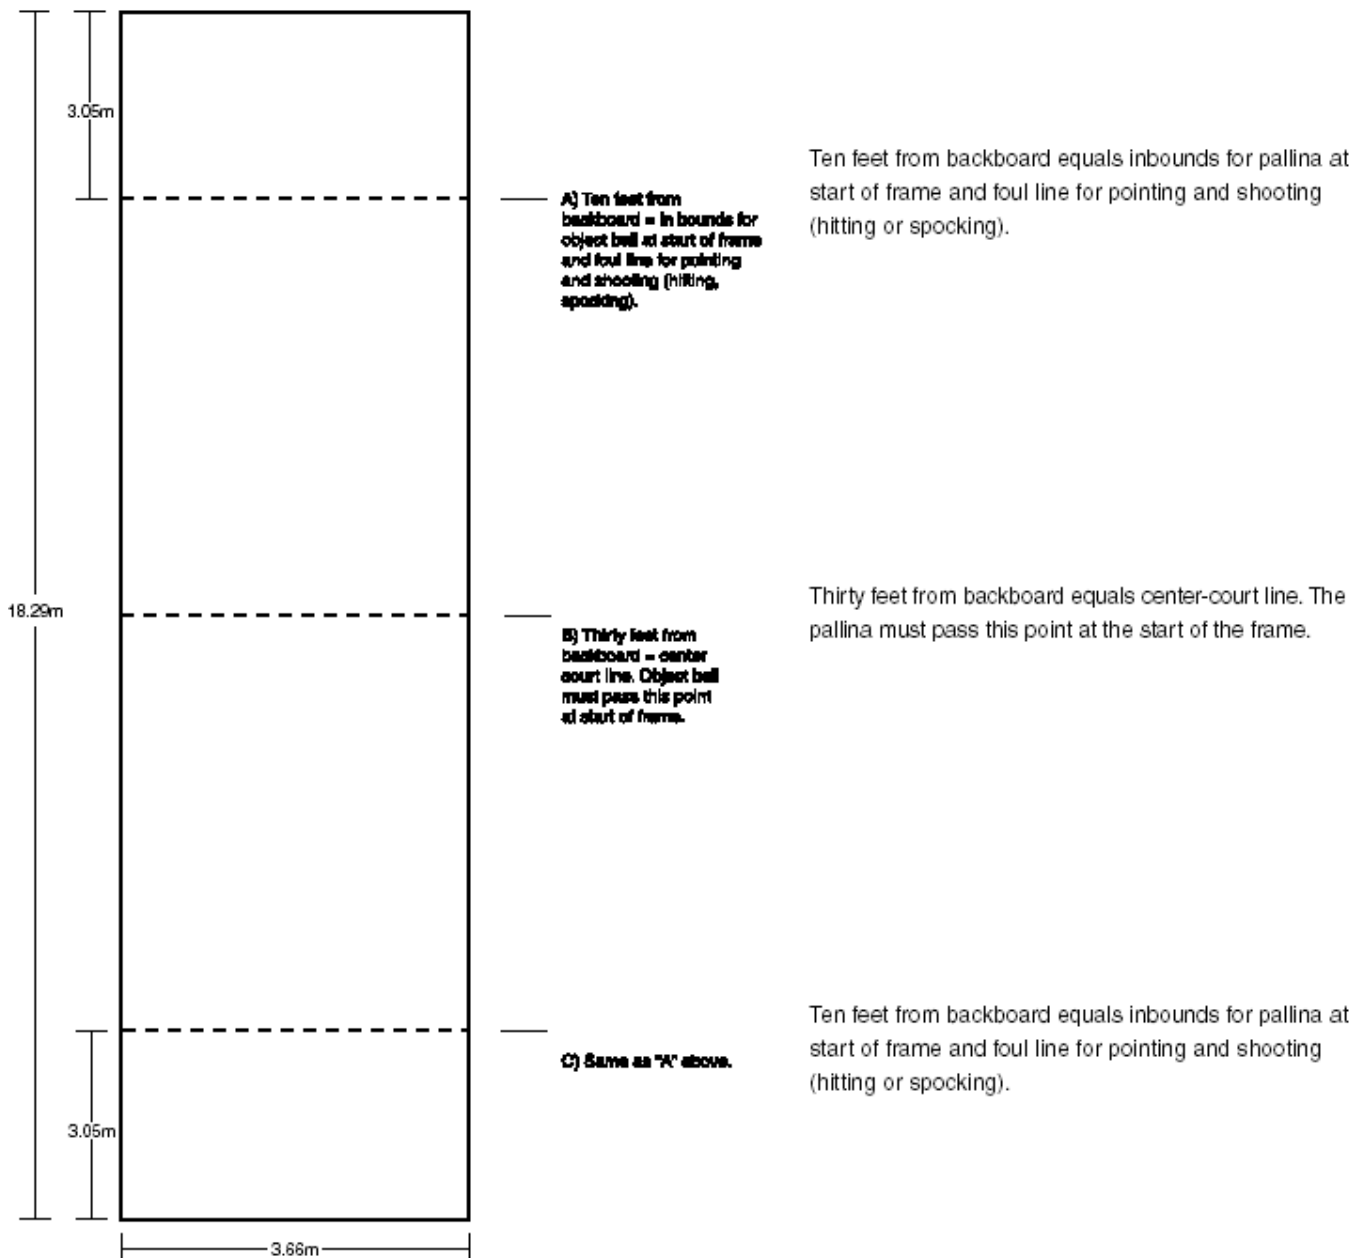 3.05m
A) Ten feet from
backboard = in bounds for
object ball at start of frame
and foul line for pointing
and shooting (hitting,
spocking).
Ten feet from backboard equals inbounds for pallina at
start of frame and foul line for pointing and shooting
(hitting or spocking).
18.29m
B) Thirty feet from
backboard = center
court line. Object ball
must pass this point
at start of frame.
Thirty feet from backboard equals center-court line. The
pallina must pass this point at the start of the frame.
C) Same as "A" above.
Ten feet from backboard equals inbounds for pallina at
start of frame and foul line for pointing and shooting
(hitting or spocking).
3.05m
3.66m